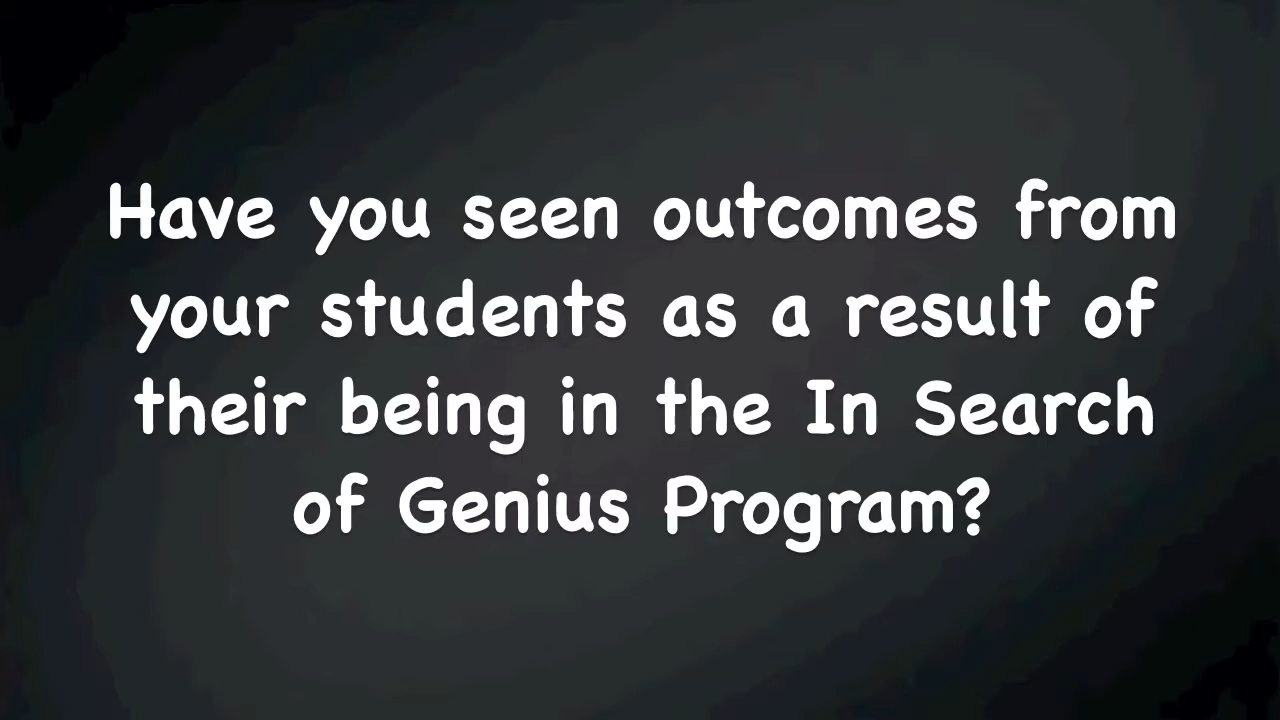 Have you seen outcomes from
your students as a result of
their being in the In Search
of Genius Program?